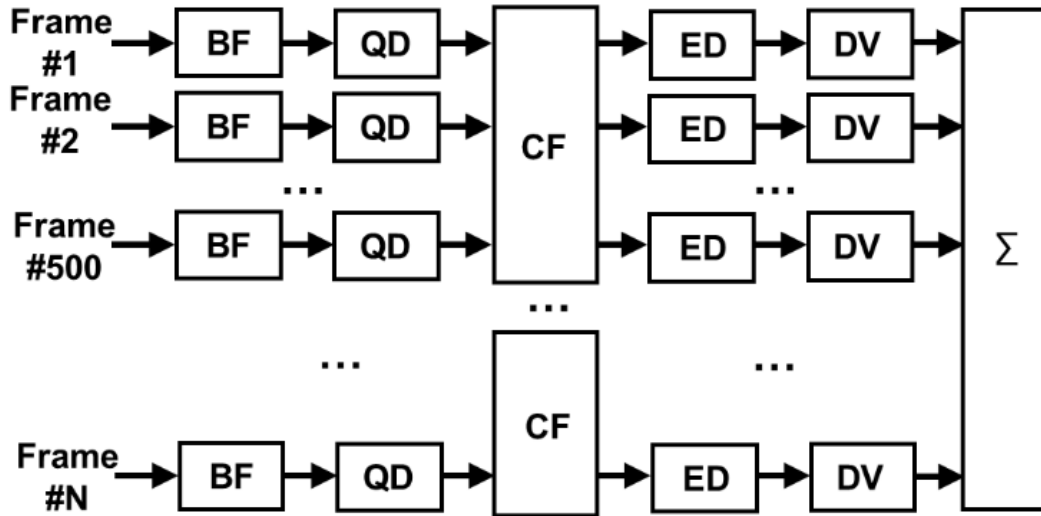 Frame
#1
BF
QD
ED
DV
Frame
#2
BF
QD
CF
ED
DV
...
...
Frame
#500
BF
QD
ED
DV
Σ
...
...
...
CF
Frame
#N
BF
QD
ED
DV